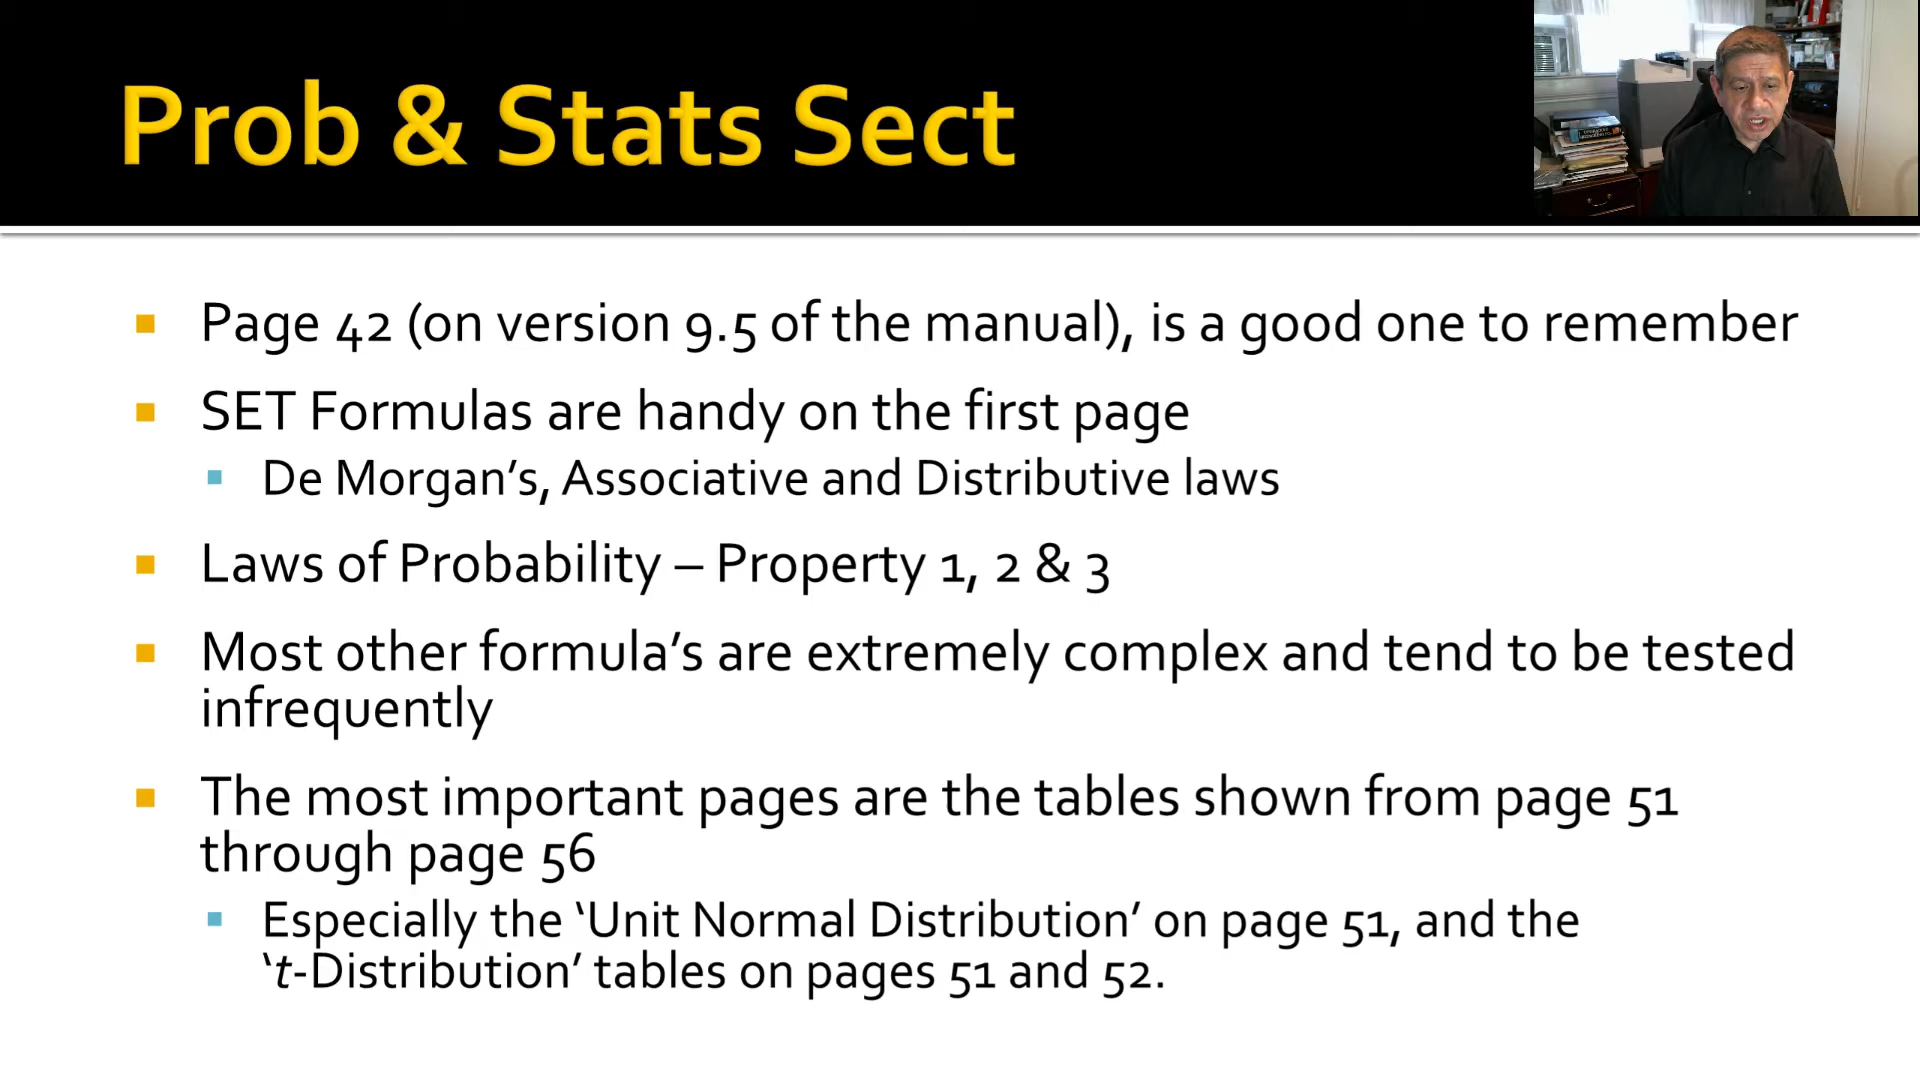 Prob & Stats Sect
Page 42 (on version 9.5 of the manual), is a good one to remember
SET Formulas are handy on the first page
De Morgan’s, Associative and Distributive laws
Laws of Probability – Property 1, 2 & 3
Most other formula’s are extremely complex and tend to be tested
infrequently
The most important pages are the tables shown from page 51
through page 56
Especially the ‘Unit Normal Distribution’ on page 51, and the
‘t-Distribution’ tables on pages 51 and 52.